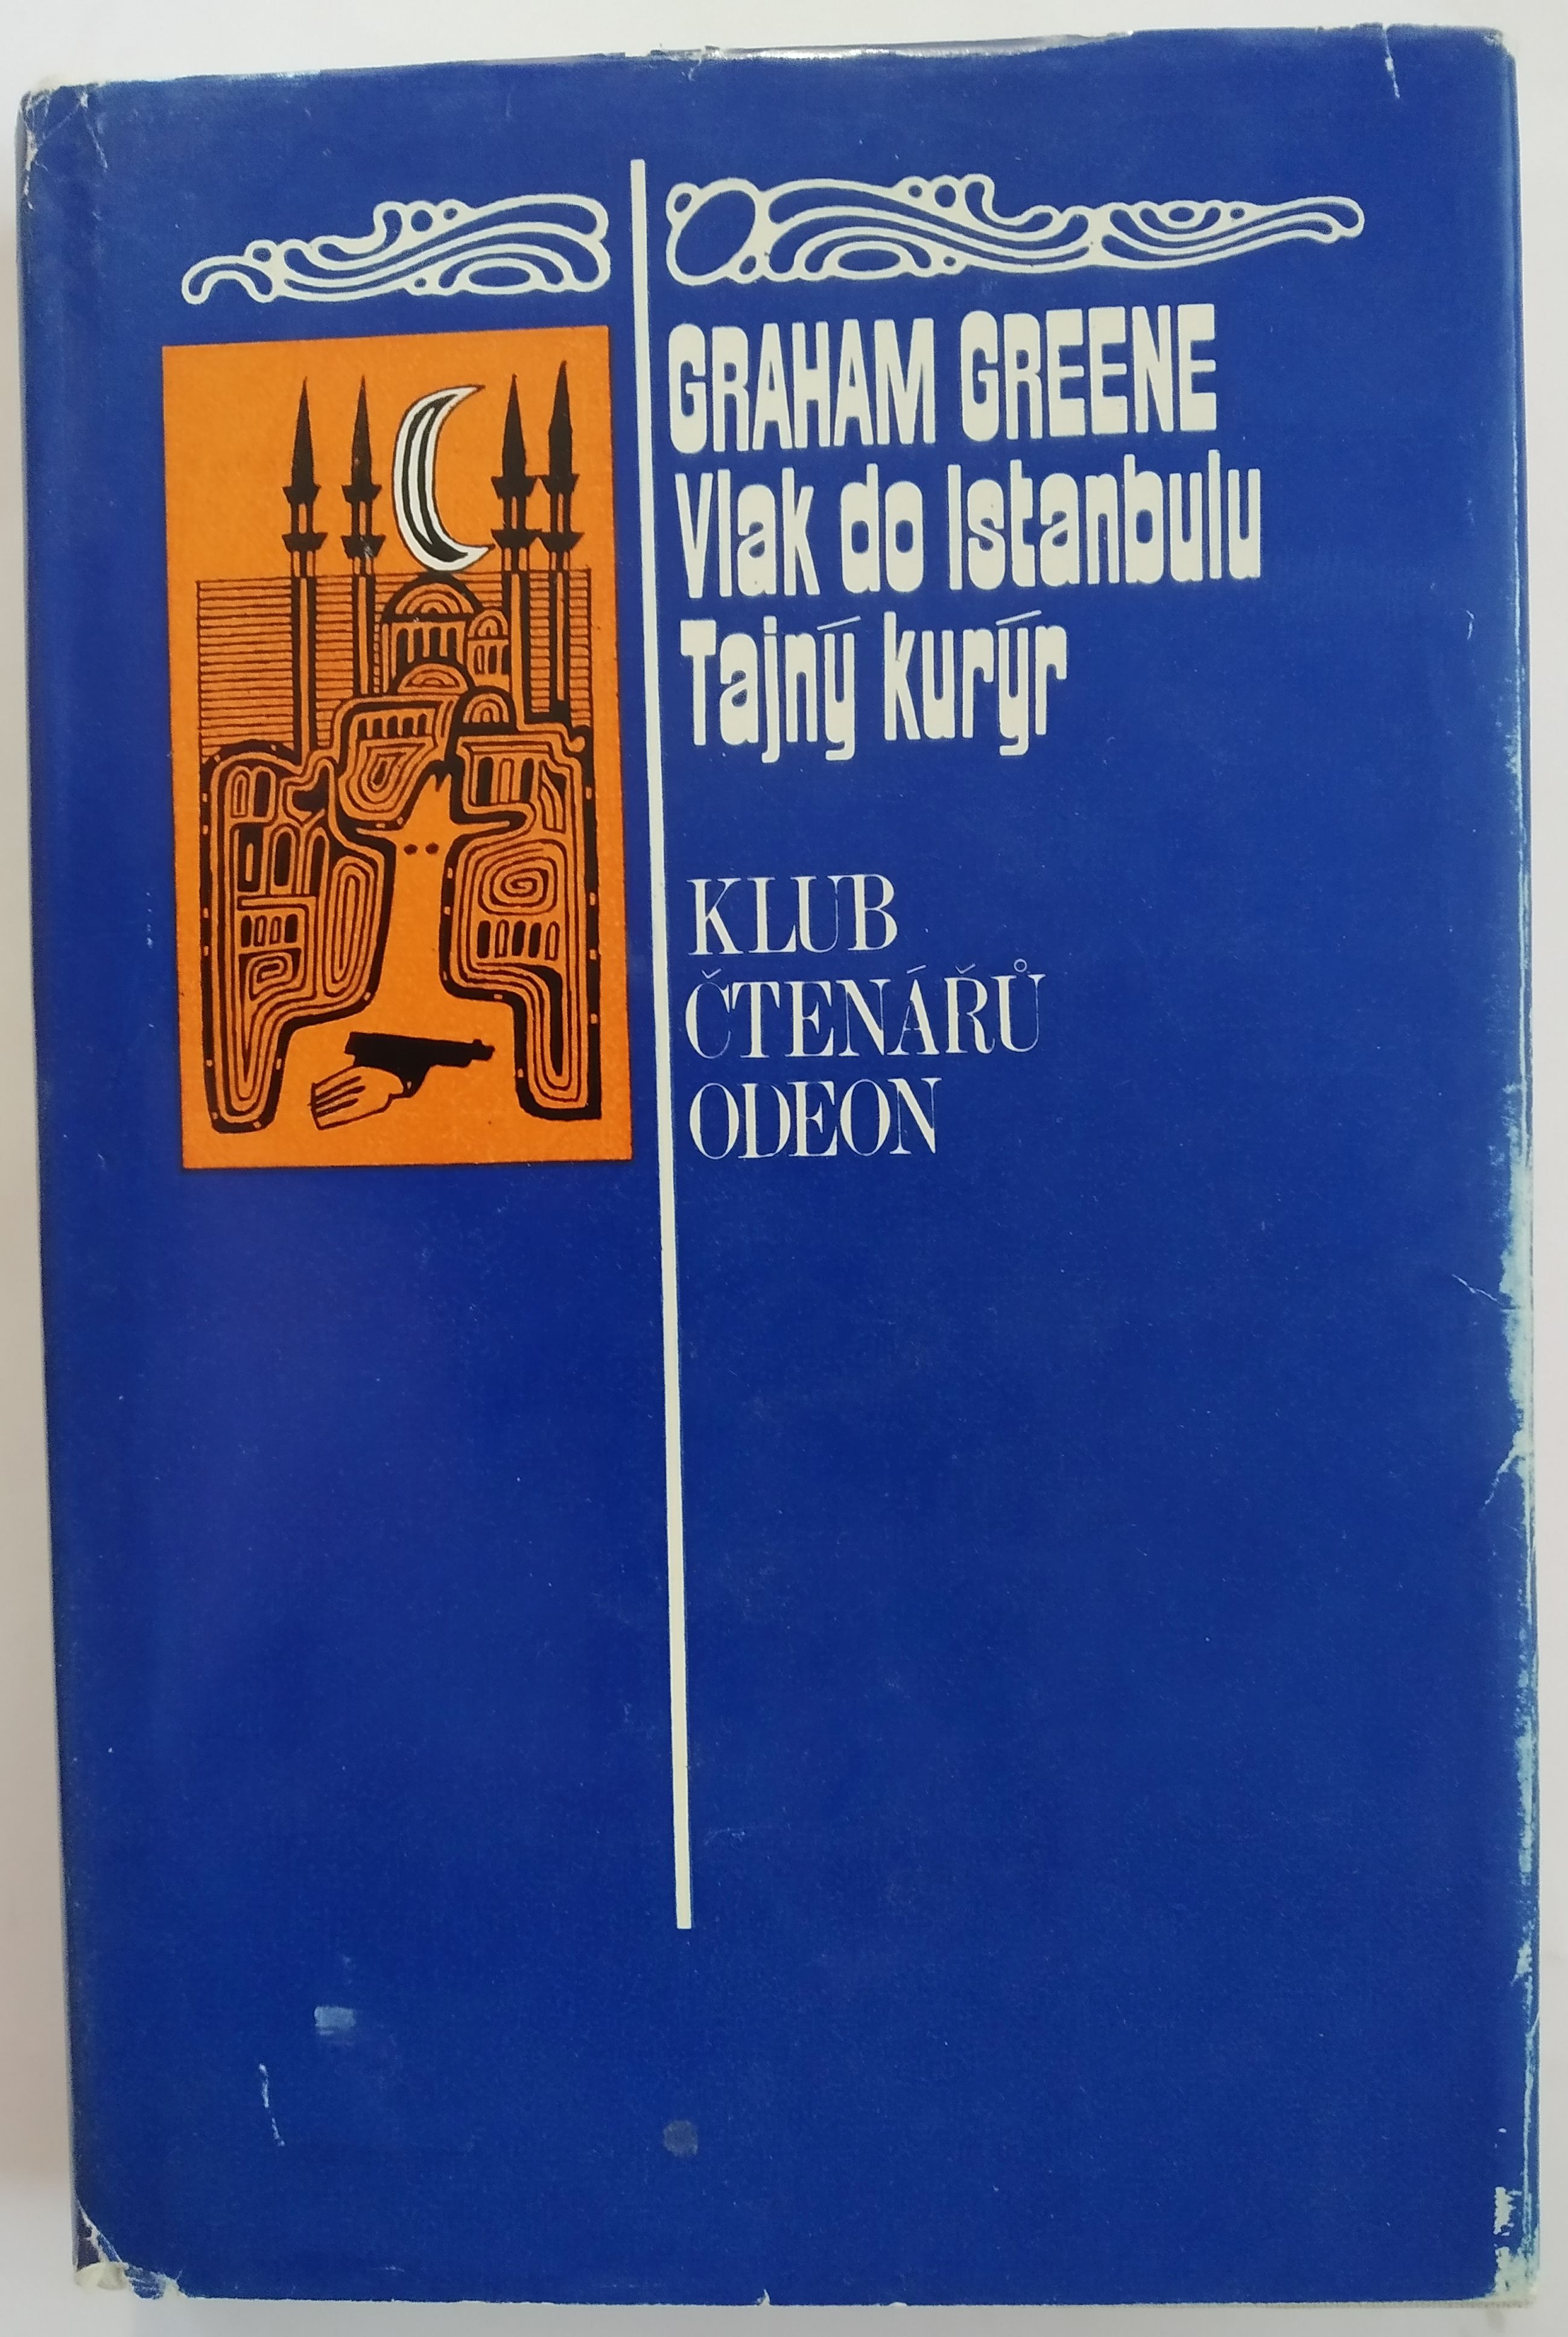 GRAHAM GREENE
Vlak do Istanbulu
Tajný kurýr
KLUB
ČTENÁŘŮ
ODEON